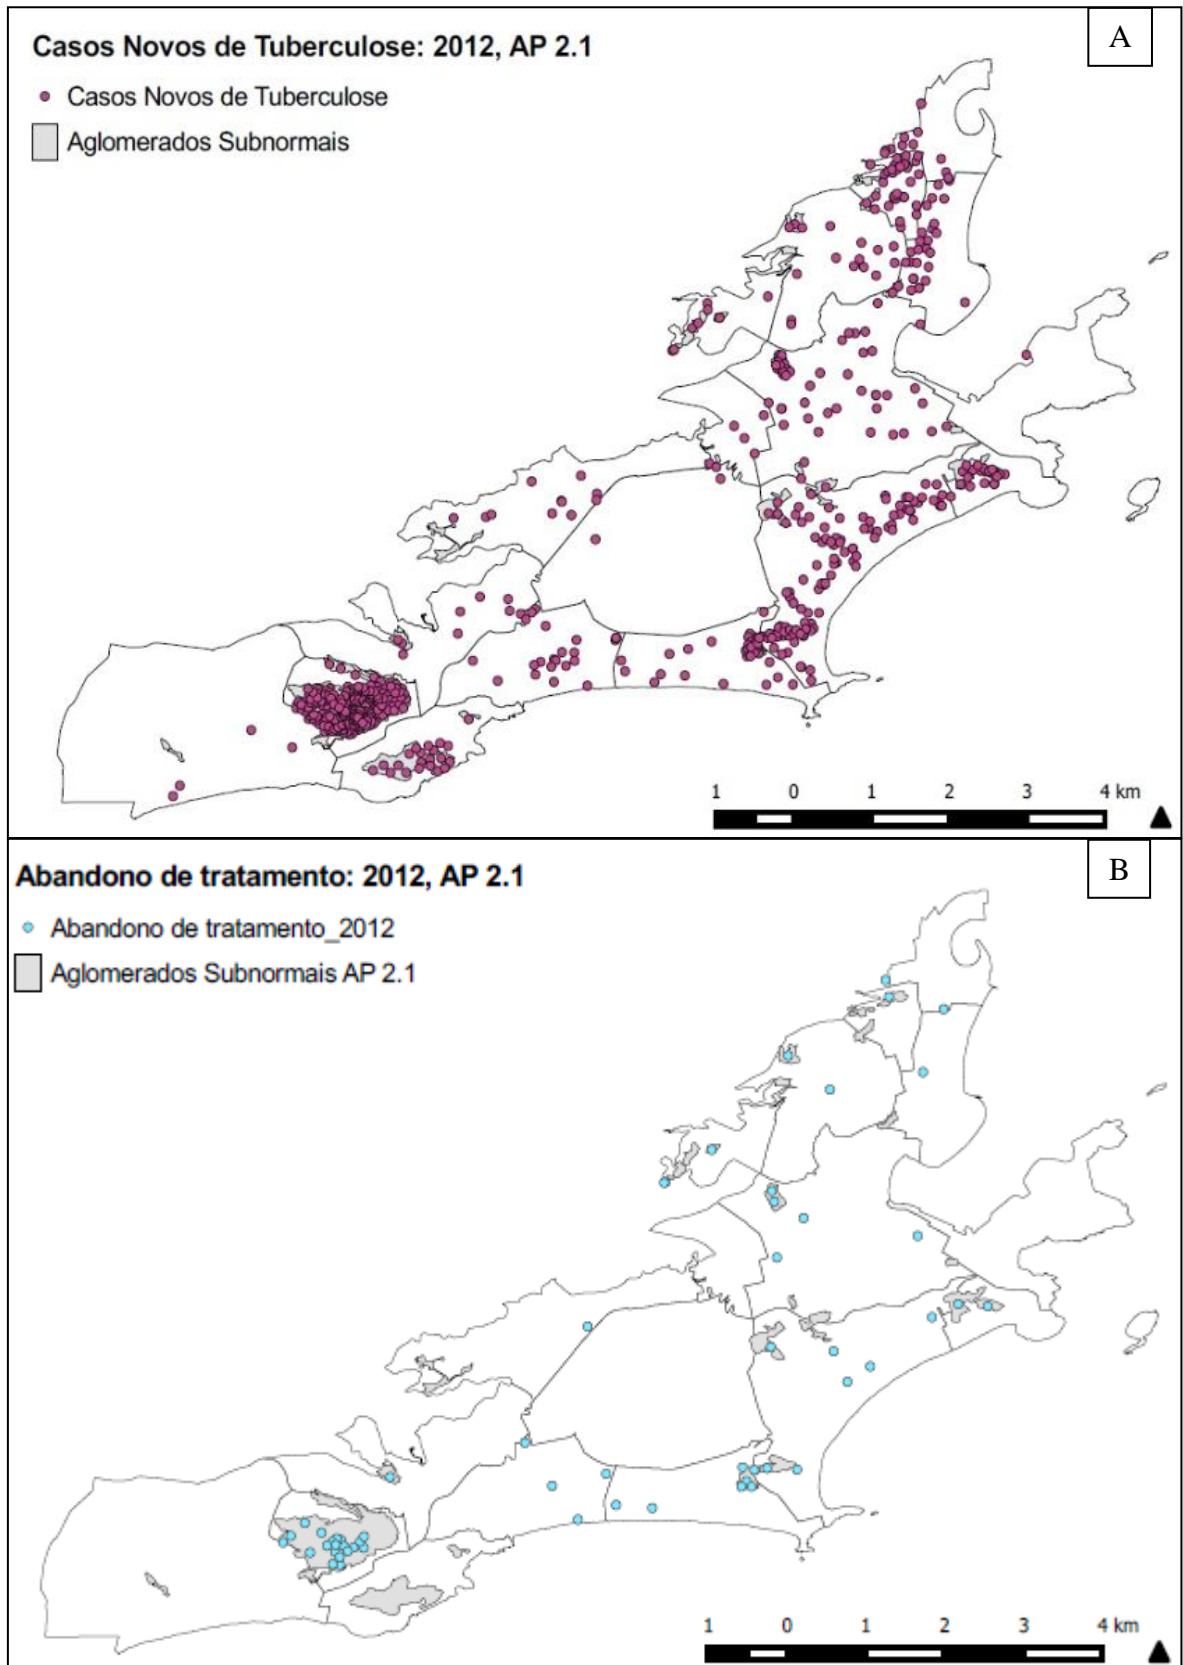 Casos Novos de Tuberculose: 2012, AP 2.1
A
Casos Novos de Tuberculose
Aglomerados Subnormais
1 0 1 2 3 4 km
Abandono de tratamento: 2012, AP 2.1
B
Abandono de tratamento_2012
Aglomerados Subnormais AP 2.1
1 0 1 2 3 4 km